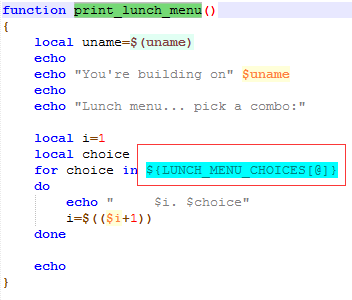 function print_lunch_menu()
{
    local uname=$(uname)
    echo
    echo "You're building on" $uname
    echo
    echo "Lunch menu... pick a combo:"

    local i=1
    local choice
    for choice in ${LUNCH_MENU_CHOICES[@]}
    do
        echo "     $i. $choice"
        i=$(($i+1))
    done

    echo
}